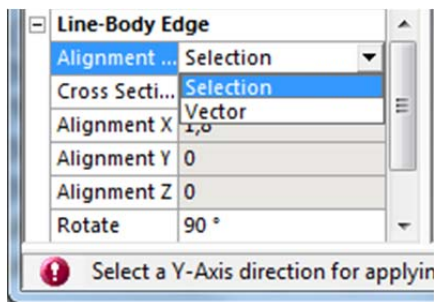 Line-Body Edge
Alignment ... Selection
Cross Secti... Selection
Vector
Alignment X 1,8
Alignment Y 0
Alignment Z 0
Rotate 90 °
Select a Y-Axis direction for applyin